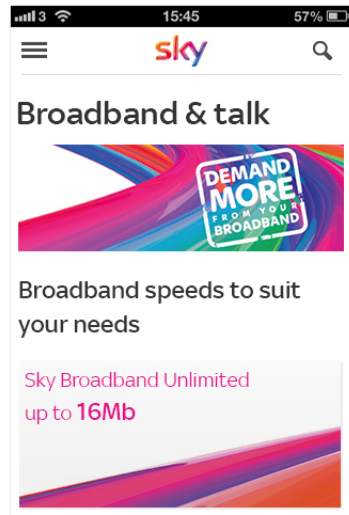 3 15:45 57%
sky
Broadband & talk
DEMAND
MORE
FROM YOUR
BROADBAND
Broadband speeds to suit
your needs
Sky Broadband Unlimited
up to 16Mb